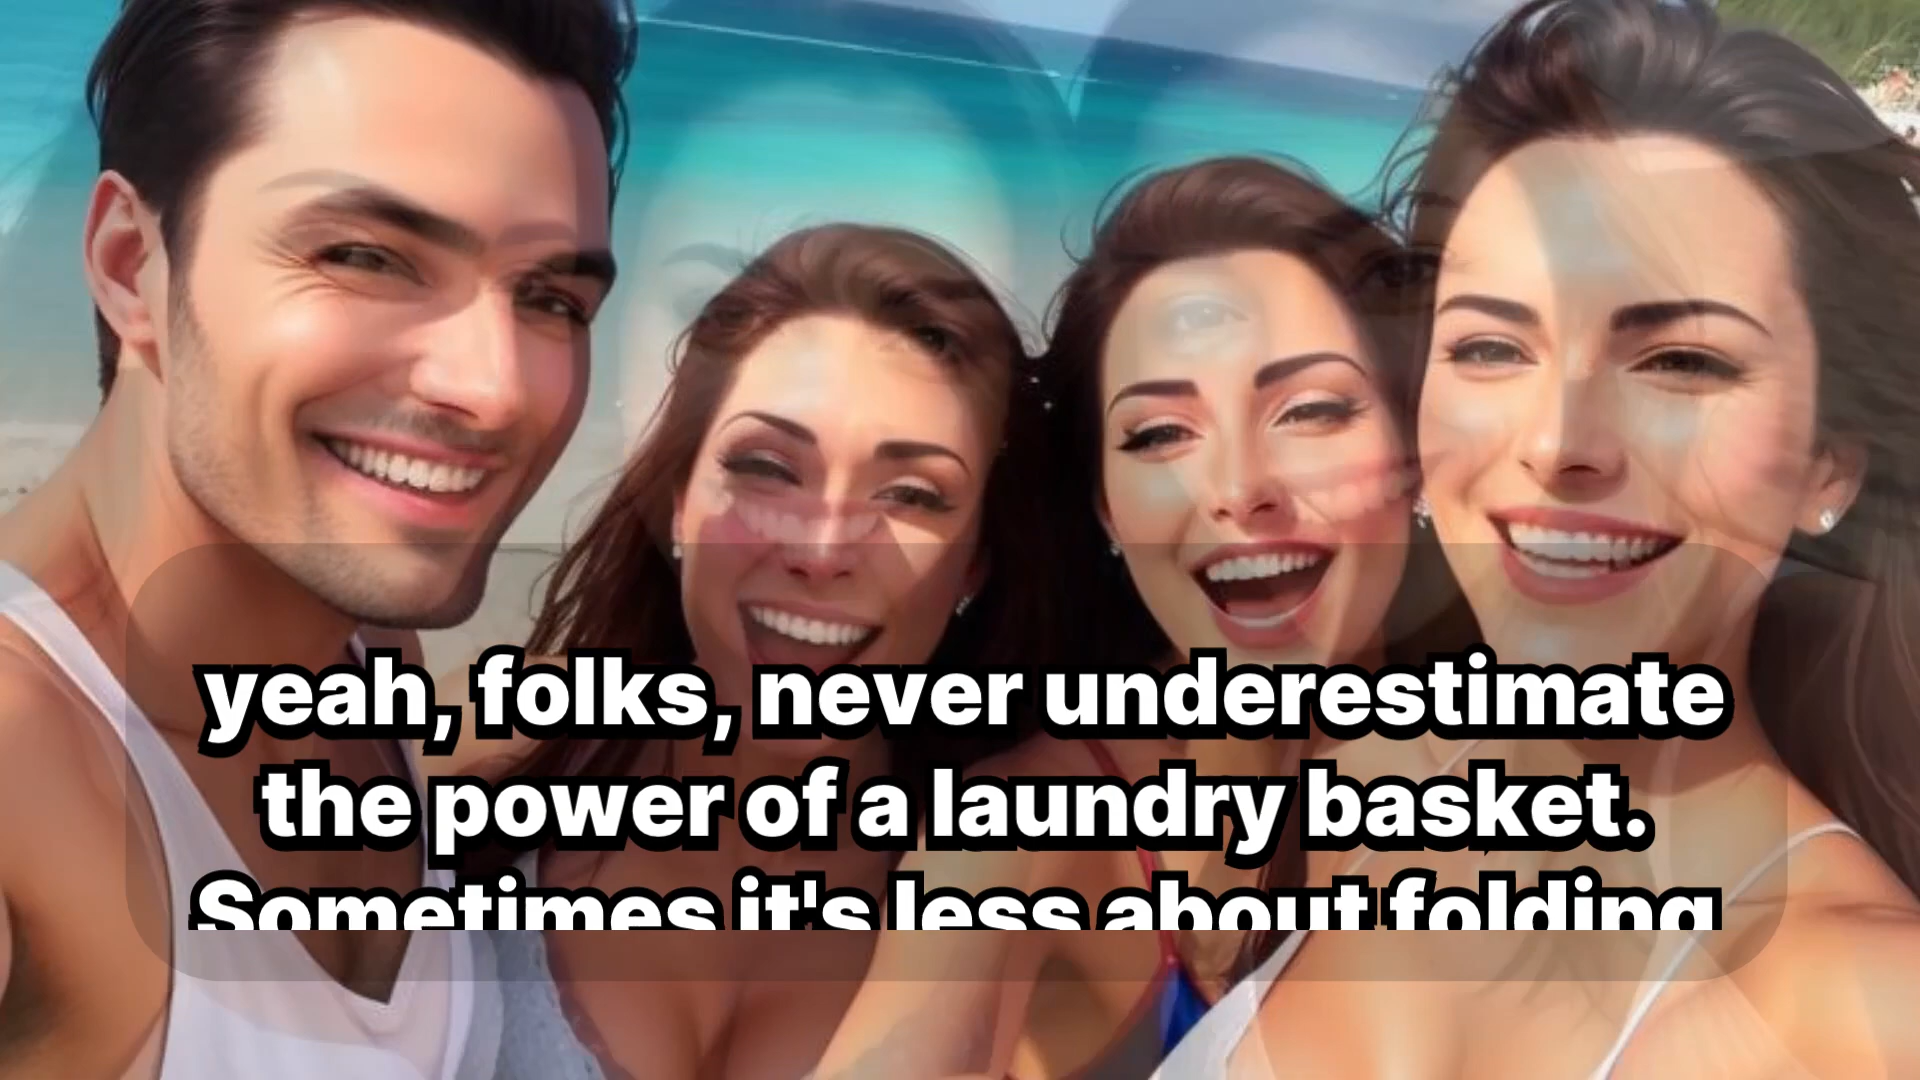 yeah, folks, never underestimate
the power of a laundry basket.
Sometimes it's less about folding